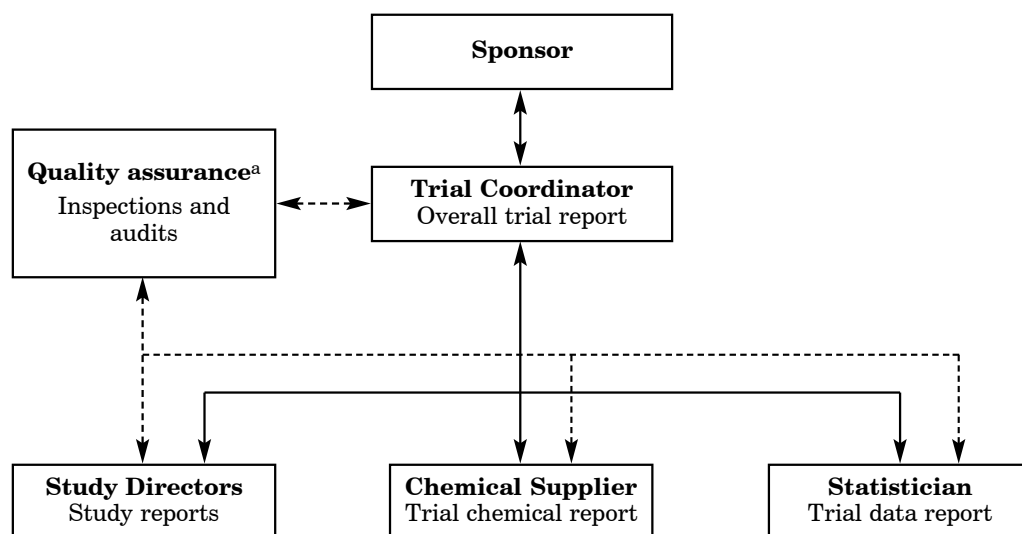 Sponsor
Quality assuranceᵃ
Inspections and
audits
Trial Coordinator
Overall trial report
Study Directors
Study reports
Chemical Supplier
Trial chemical report
Statistician
Trial data report